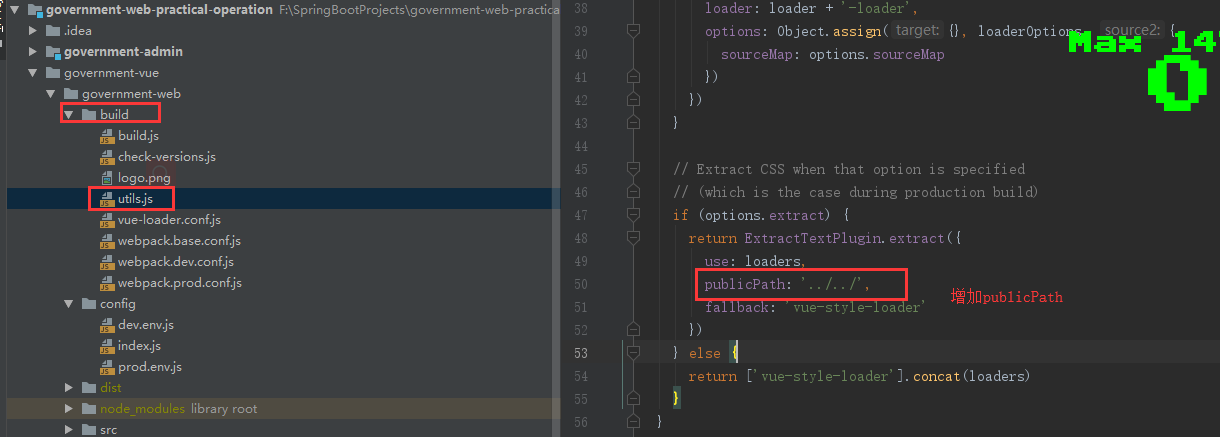 government-web-practical-operation F:\SpringBootProjects\government-web-practica
.idea
government-admin
government-vue
government-web
build
build.js
check-versions.js
logo.png
utils.js
vue-loader.conf.js
webpack.base.conf.js
webpack.dev.conf.js
webpack.prod.conf.js
config
dev.env.js
index.js
prod.env.js
dist
node_modules library root
src
38 loader: loader + '-loader',
39 options: Object.assign( target: {}, loaderOptions, source2: {
40 sourceMap: options.sourceMap
41 })
42 })
43 }
44
45 // Extract CSS when that option is specified
46 // (which is the case during production build)
47 if (options.extract) {
48 return ExtractTextPlugin.extract({
49 use: loaders,
50 publicPath: '../../',
增加publicPath
51 fallback: 'vue-style-loader'
52 })
53 } else {
54 return ['vue-style-loader'].concat(loaders)
55 }
56 }
Max 14
0